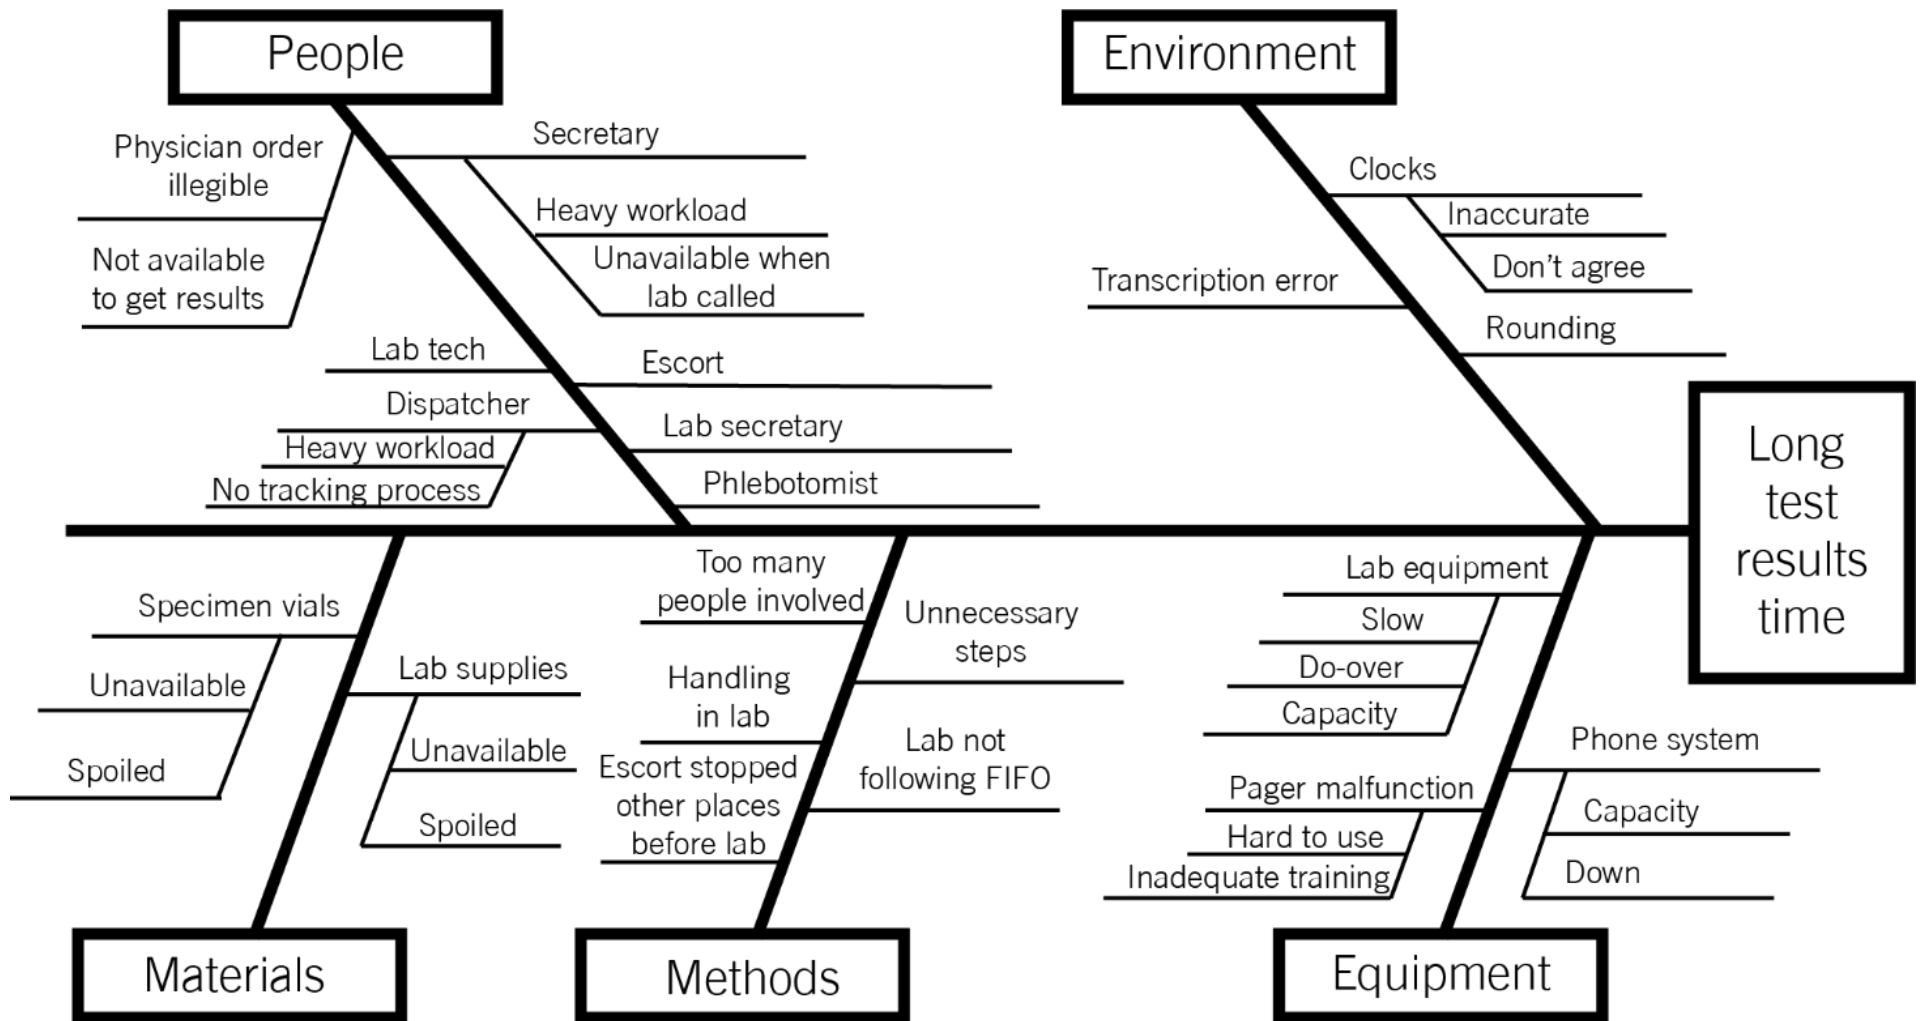 People
Environment
Physician order
illegible
Not available
to get results
Secretary
Heavy workload
Unavailable when
lab called
Lab tech
Escort
Dispatcher
Heavy workload
No tracking process
Lab secretary
Phlebotomist
Clocks
Inaccurate
Don’t agree
Transcription error
Rounding
Long
test
results
time
Specimen vials
Unavailable
Spoiled
Lab supplies
Unavailable
Spoiled
Too many
people involved
Handling
in lab
Escort stopped
other places
before lab
Unnecessary
steps
Lab not
following FIFO
Lab equipment
Slow
Do-over
Capacity
Pager malfunction
Hard to use
Inadequate training
Phone system
Capacity
Down
Materials
Methods
Equipment